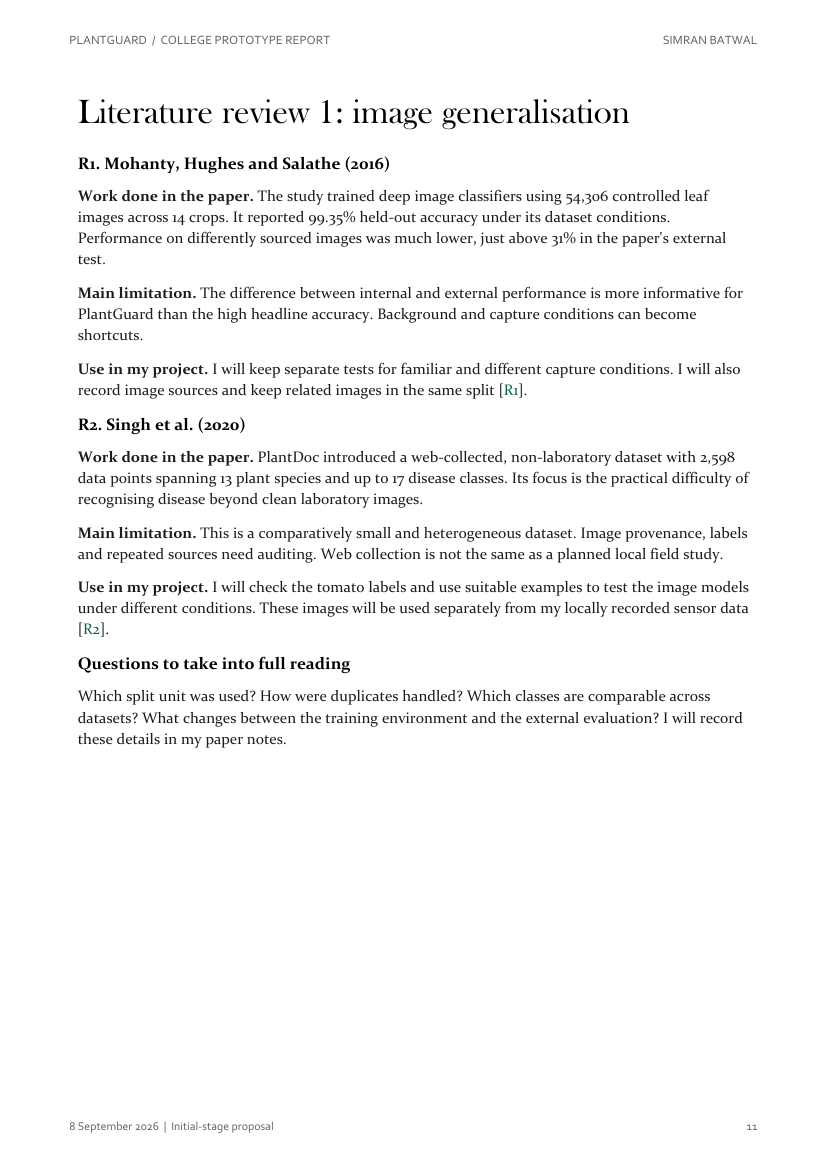 PLANTGUARD / COLLEGE PROTOTYPE REPORT
SIMRAN BATWAL
Literature review 1: image generalisation
R1. Mohanty, Hughes and Salathe (2016)
Work done in the paper. The study trained deep image classifiers using 54,306 controlled leaf
images across 14 crops. It reported 99.35% held-out accuracy under its dataset conditions.
Performance on differently sourced images was much lower, just above 31% in the paper's external
test.
Main limitation. The difference between internal and external performance is more informative for
PlantGuard than the high headline accuracy. Background and capture conditions can become
shortcuts.
Use in my project. I will keep separate tests for familiar and different capture conditions. I will also
record image sources and keep related images in the same split [R1].
R2. Singh et al. (2020)
Work done in the paper. PlantDoc introduced a web-collected, non-laboratory dataset with 2,598
data points spanning 13 plant species and up to 17 disease classes. Its focus is the practical difficulty of
recognising disease beyond clean laboratory images.
Main limitation. This is a comparatively small and heterogeneous dataset. Image provenance, labels
and repeated sources need auditing. Web collection is not the same as a planned local field study.
Use in my project. I will check the tomato labels and use suitable examples to test the image models
under different conditions. These images will be used separately from my locally recorded sensor data
[R2].
Questions to take into full reading
Which split unit was used? How were duplicates handled? Which classes are comparable across
datasets? What changes between the training environment and the external evaluation? I will record
these details in my paper notes.
8 September 2026 | Initial-stage proposal
11